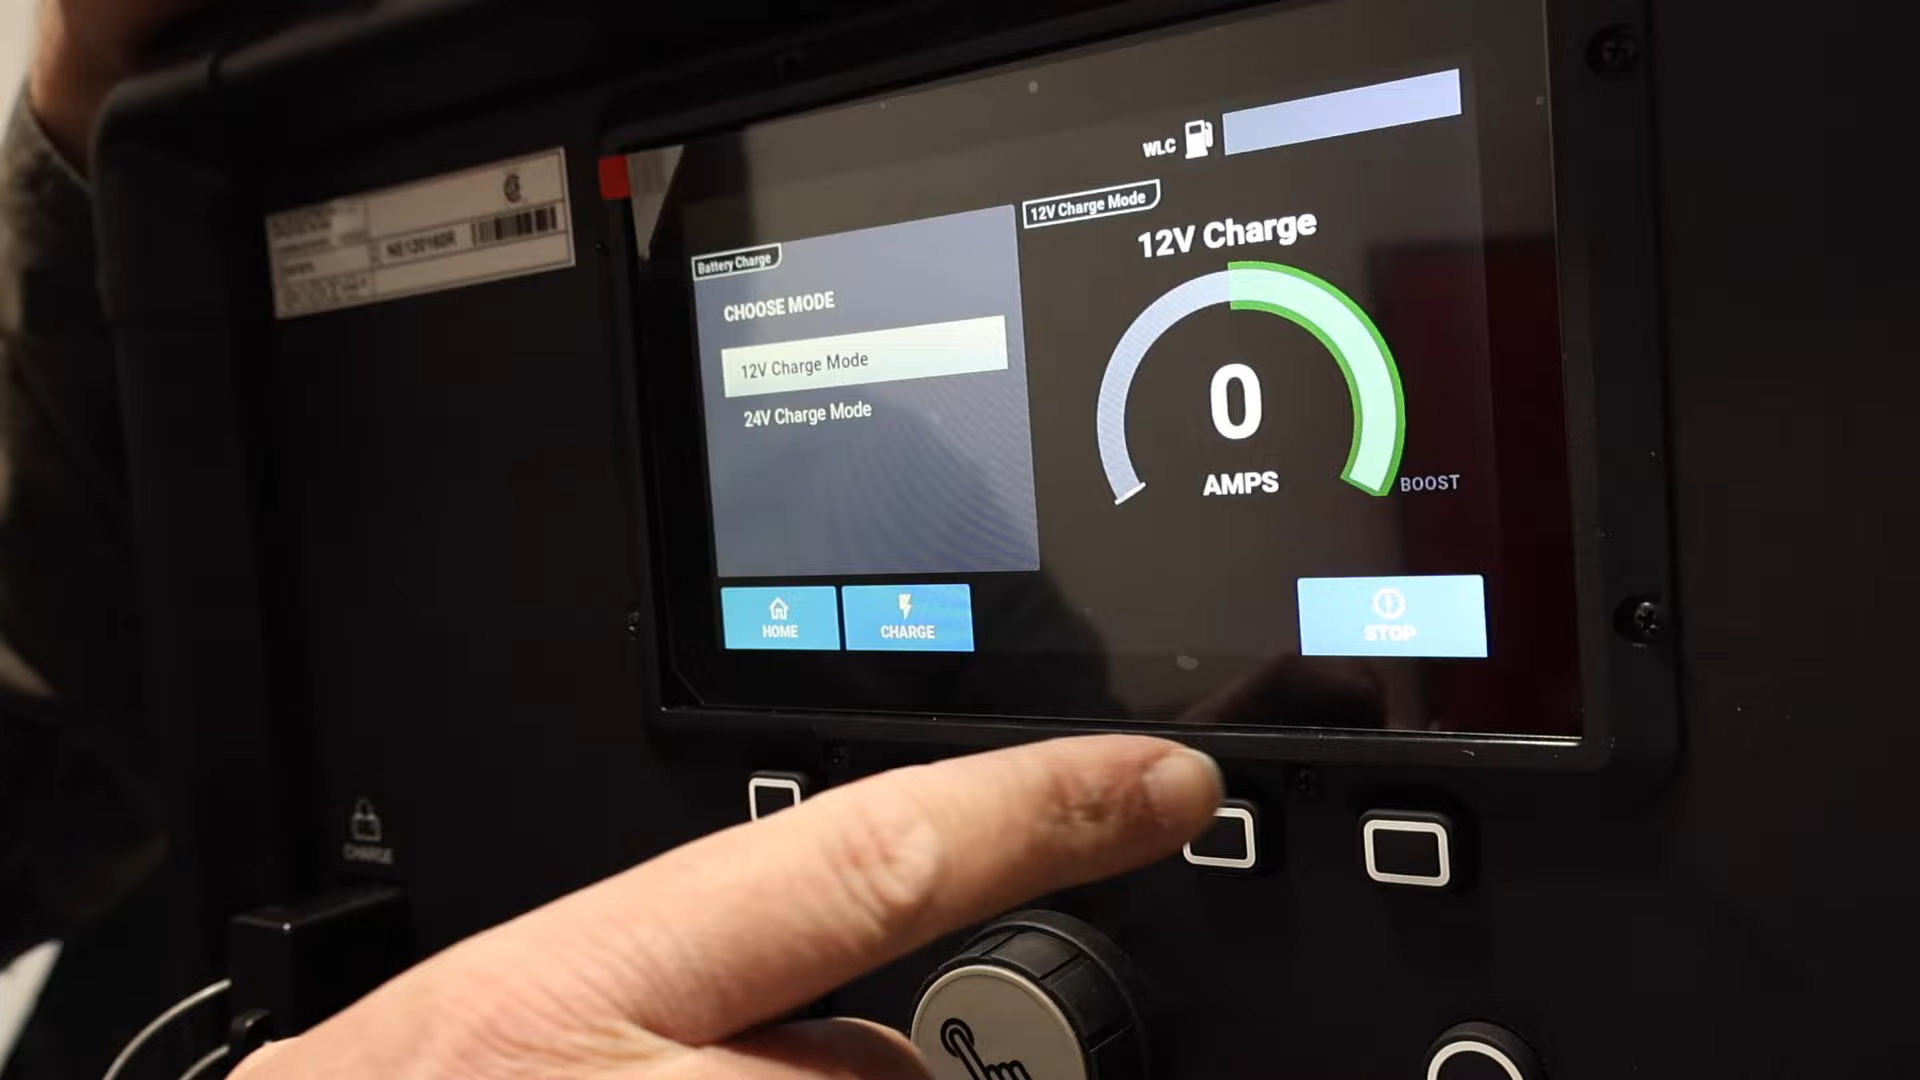 WLC
12V Charge Mode
12V Charge
Battery Charge
CHOOSE MODE
12V Charge Mode
24V Charge Mode
0
AMPS
BOOST
HOME
CHARGE
STOP
CHARGE